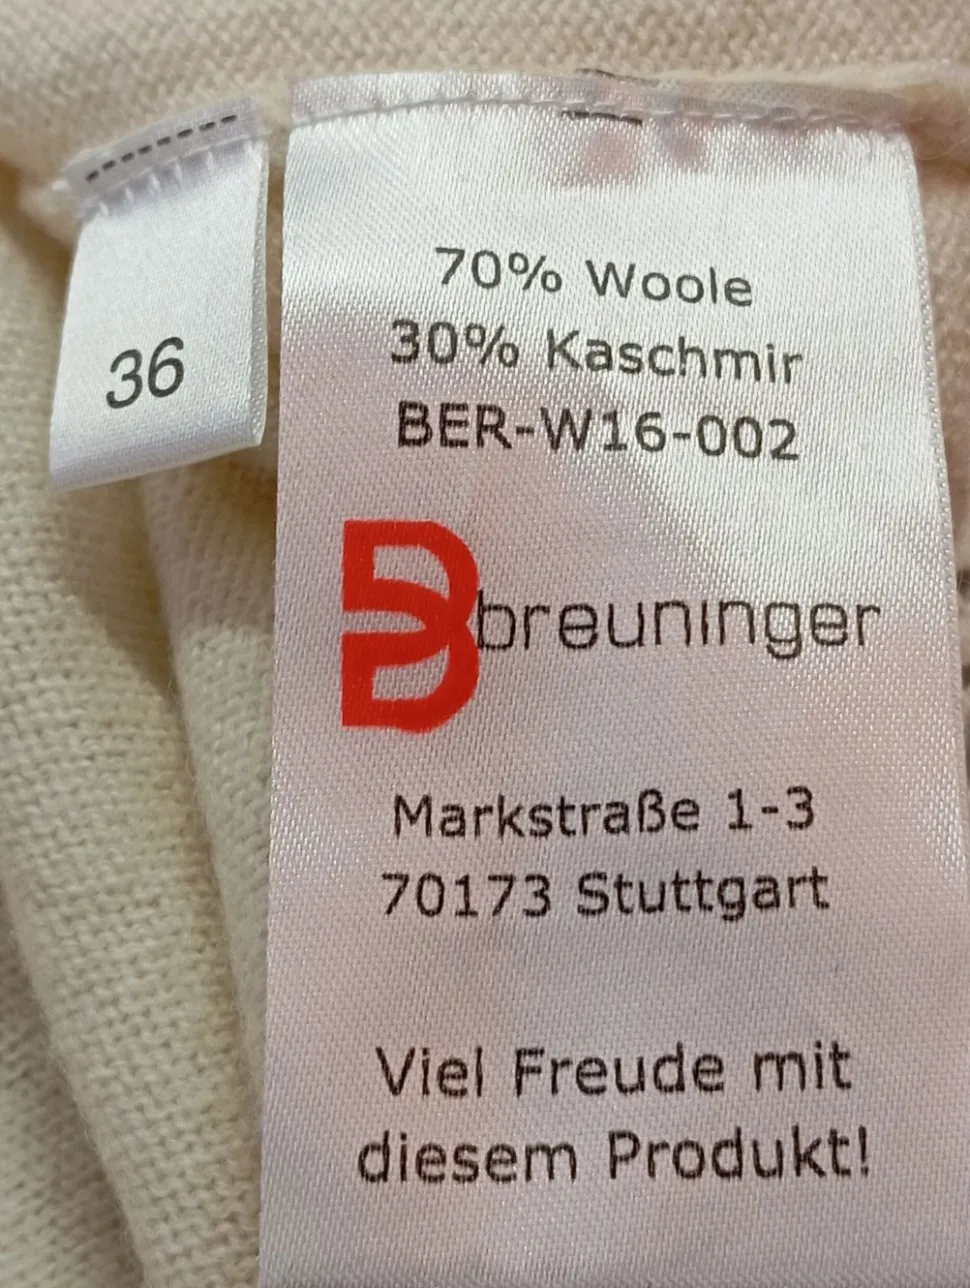 36
70% Woole
30% Kaschmir
BER-W16-002
breuninger
Markstraße 1-3
70173 Stuttgart
Viel Freude mit
diesem Produkt!